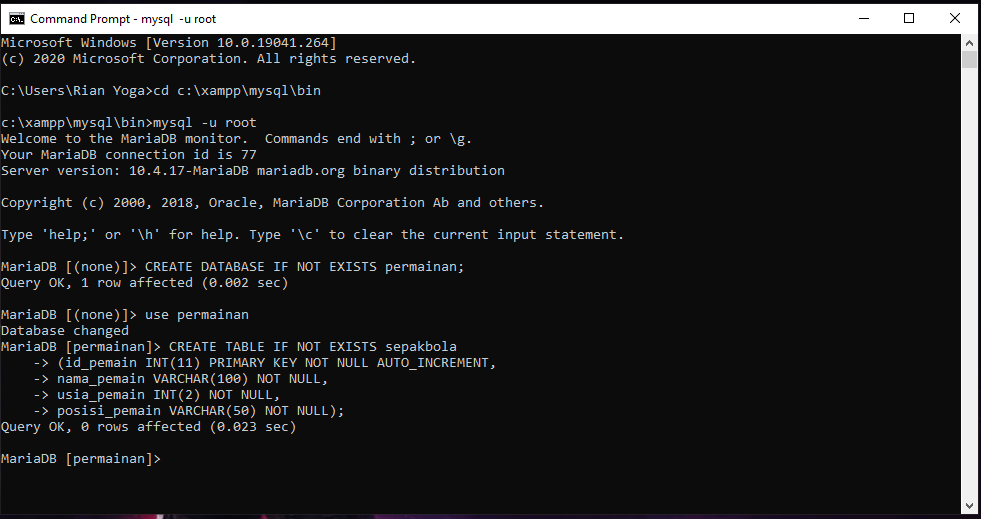 Command Prompt - mysql  -u root
Microsoft Windows [Version 10.0.19041.264]
(c) 2020 Microsoft Corporation. All rights reserved.
C:\Users\Rian Yoga>cd c:\xampp\mysql\bin
c:\xampp\mysql\bin>mysql -u root
Welcome to the MariaDB monitor.  Commands end with ; or \g.
Your MariaDB connection id is 77
Server version: 10.4.17-MariaDB mariadb.org binary distribution
Copyright (c) 2000, 2018, Oracle, MariaDB Corporation Ab and others.
Type 'help;' or '\h' for help. Type '\c' to clear the current input statement.
MariaDB [(none)]> CREATE DATABASE IF NOT EXISTS permainan;
Query OK, 1 row affected (0.002 sec)
MariaDB [(none)]> use permainan
Database changed
MariaDB [permainan]> CREATE TABLE IF NOT EXISTS sepakbola
    -> (id_pemain INT(11) PRIMARY KEY NOT NULL AUTO_INCREMENT,
    -> nama_pemain VARCHAR(100) NOT NULL,
    -> usia_pemain INT(2) NOT NULL,
    -> posisi_pemain VARCHAR(50) NOT NULL);
Query OK, 0 rows affected (0.023 sec)
MariaDB [permainan]>